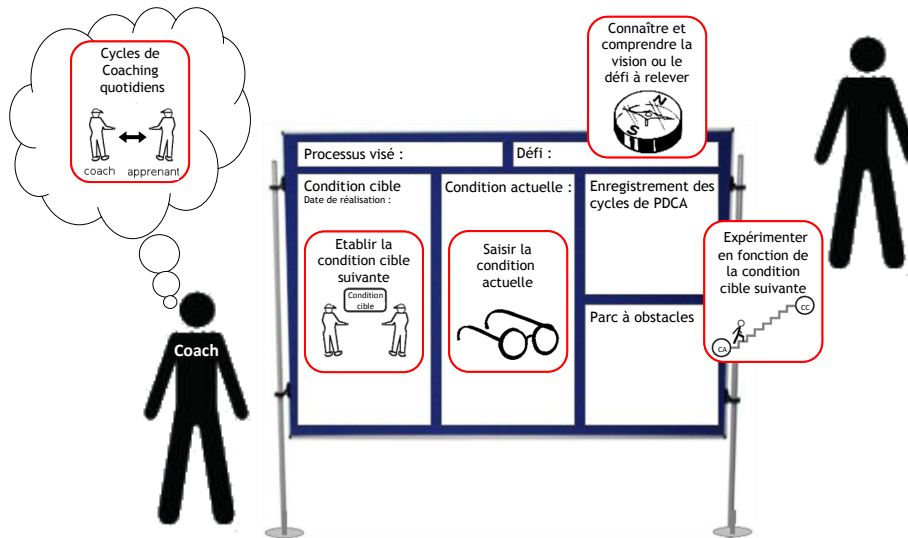 Cycles de
Coaching
quotidiens
coach
apprenant
Connaître et
comprendre la
vision ou le
défi à relever
N
S
Processus visé :
Défi :
Condition cible
Date de réalisation :
Condition actuelle :
Enregistrement des
cycles de PDCA
Etablir la
condition cible
suivante
Condition
cible
Saisir la
condition
actuelle
Expérimenter
en fonction de
la condition
cible suivante
CC
CA
Parc à obstacles
Coach